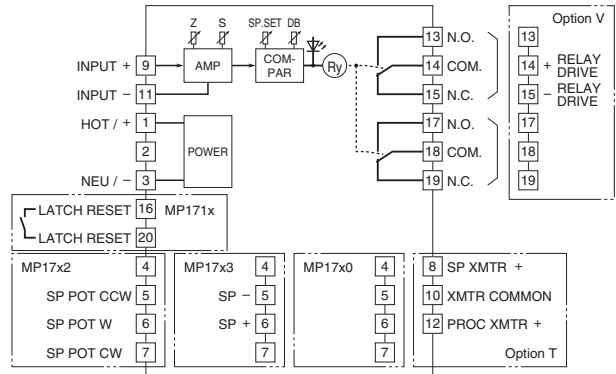 Z S SP.SET DB
INPUT + 9
AMP
COM-
PAR
Ry
INPUT − 11
HOT / + 1
2
POWER
NEU / − 3
13 N.O.
14 COM.
15 N.C.
17 N.O.
18 COM.
19 N.C.
Option V
13
14 + RELAY
DRIVE
15 − RELAY
DRIVE
17
18
19
LATCH RESET 16 MP171x
LATCH RESET 20
MP17x2 4
SP POT CCW 5
SP POT W 6
SP POT CW 7
MP17x3 4
SP − 5
SP + 6
7
MP17x0 4
5
6
7
8 SP XMTR +
10 XMTR COMMON
12 PROC XMTR +
Option T